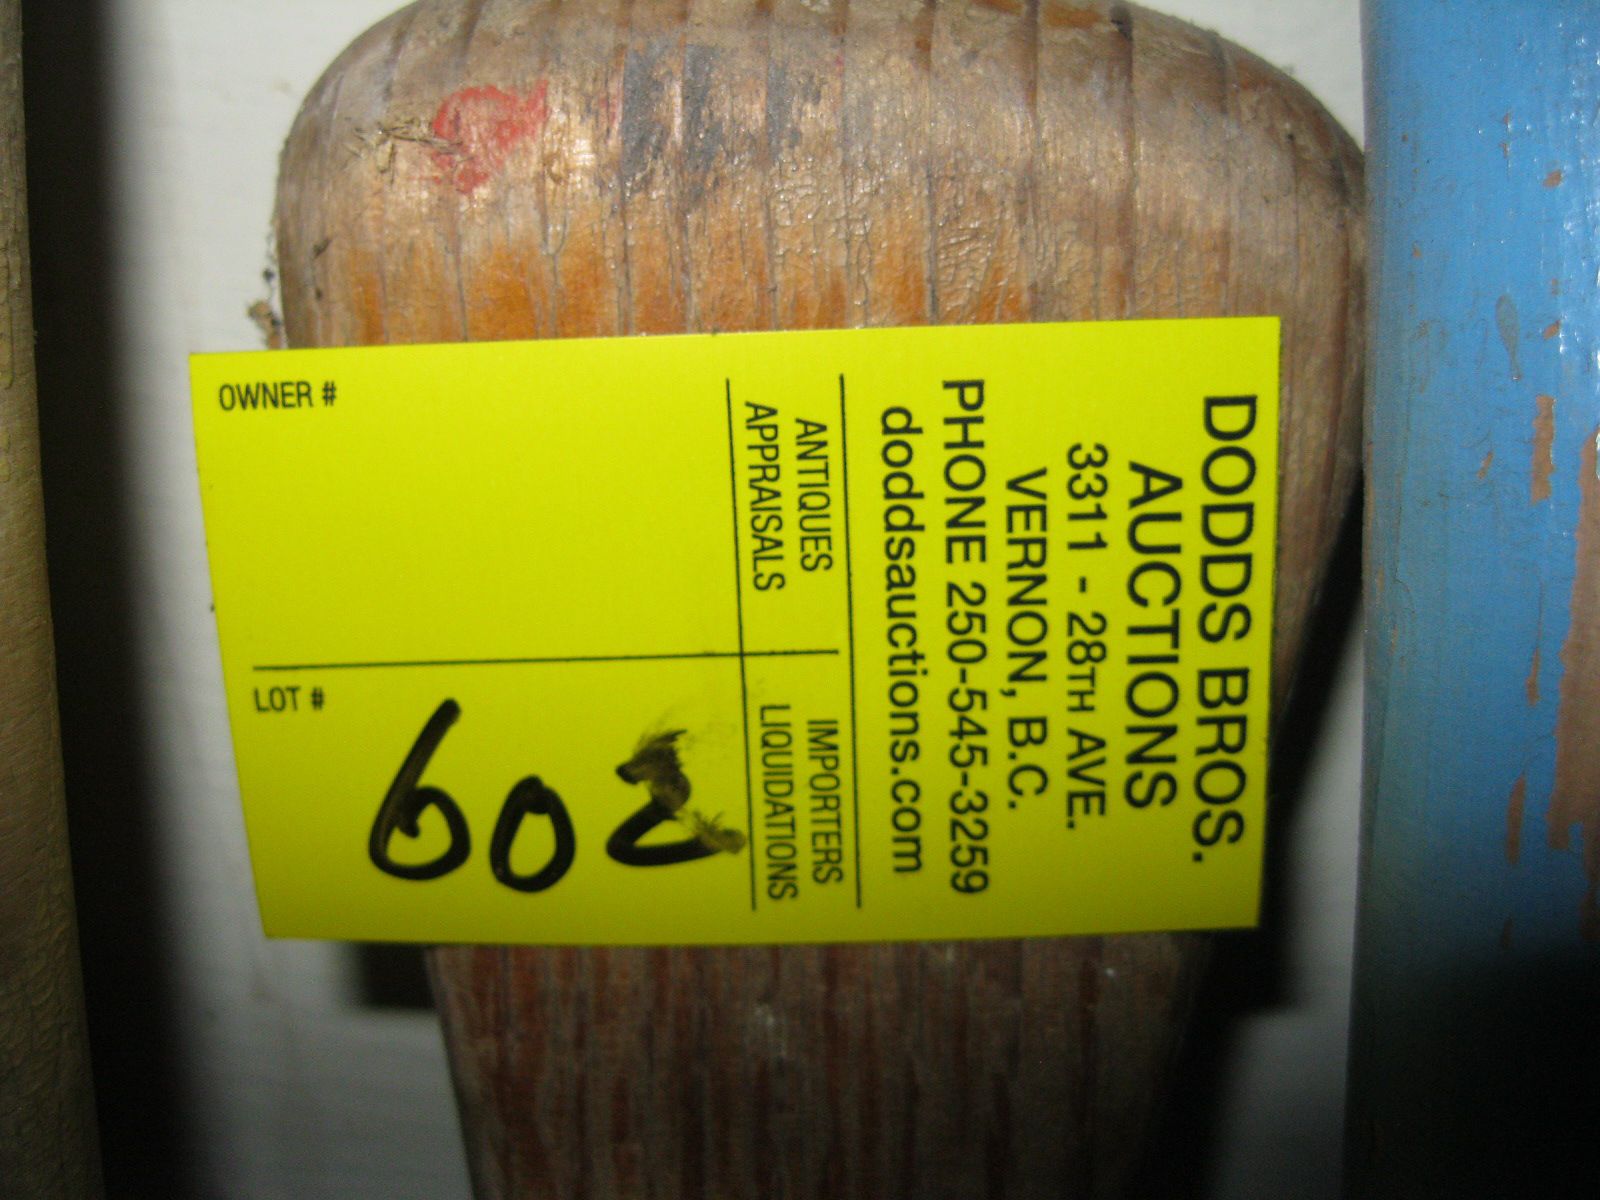 DODDS BROS.
AUCTIONS
3311 - 28TH AVE.
VERNON, B.C.
PHONE 250-545-3259
doddsauctions.com
ANTIQUES
APPRAISALS
IMPORTERS
LIQUIDATIONS
OWNER #
LOT #